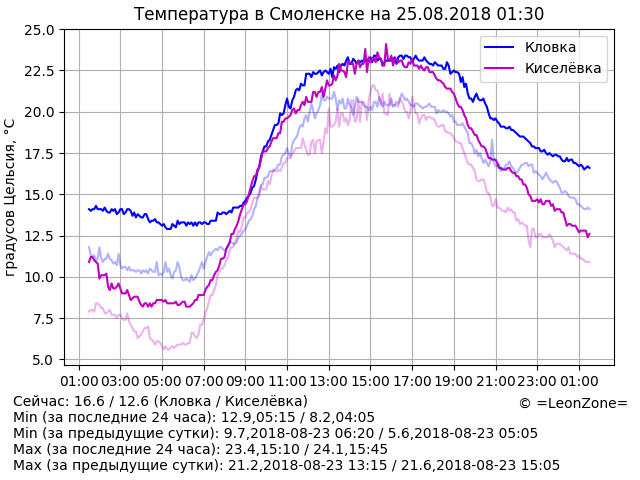 Температура в Смоленске на 25.08.2018 01:30
25.0
22.5
20.0
17.5
15.0
12.5
10.0
7.5
5.0
градусов Цельсия, °C
Кловка
Киселёвка
01:00 03:00 05:00 07:00 09:00 11:00 13:00 15:00 17:00 19:00 21:00 23:00 01:00
Сейчас: 16.6 / 12.6 (Кловка / Киселёвка)
© =LeonZone=
Min (за последние 24 часа): 12.9,05:15 / 8.2,04:05
Min (за предыдущие сутки): 9.7,2018-08-23 06:20 / 5.6,2018-08-23 05:05
Max (за последние 24 часа): 23.4,15:10 / 24.1,15:45
Max (за предыдущие сутки): 21.2,2018-08-23 13:15 / 21.6,2018-08-23 15:05